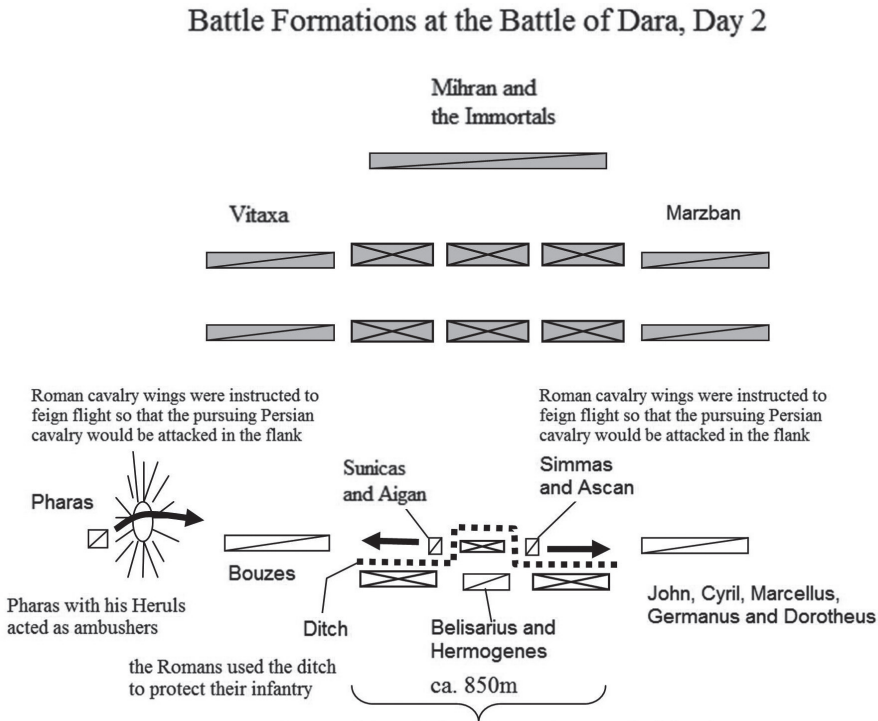 Battle Formations at the Battle of Dara, Day 2
Mihran and
the Immortals
Vitaxa
Marzban
Roman cavalry wings were instructed to
feign flight so that the pursuing Persian
cavalry would be attacked in the flank
Roman cavalry wings were instructed to
feign flight so that the pursuing Persian
cavalry would be attacked in the flank
Pharas
Sunicas
and Aigan
Simmas
and Ascan
Bouzes
Pharas with his Heruls
acted as ambushers
Ditch
Belisarius and
Hermogenes
John, Cyril, Marcellus,
Germanus and Dorotheus
the Romans used the ditch
to protect their infantry
ca. 850m